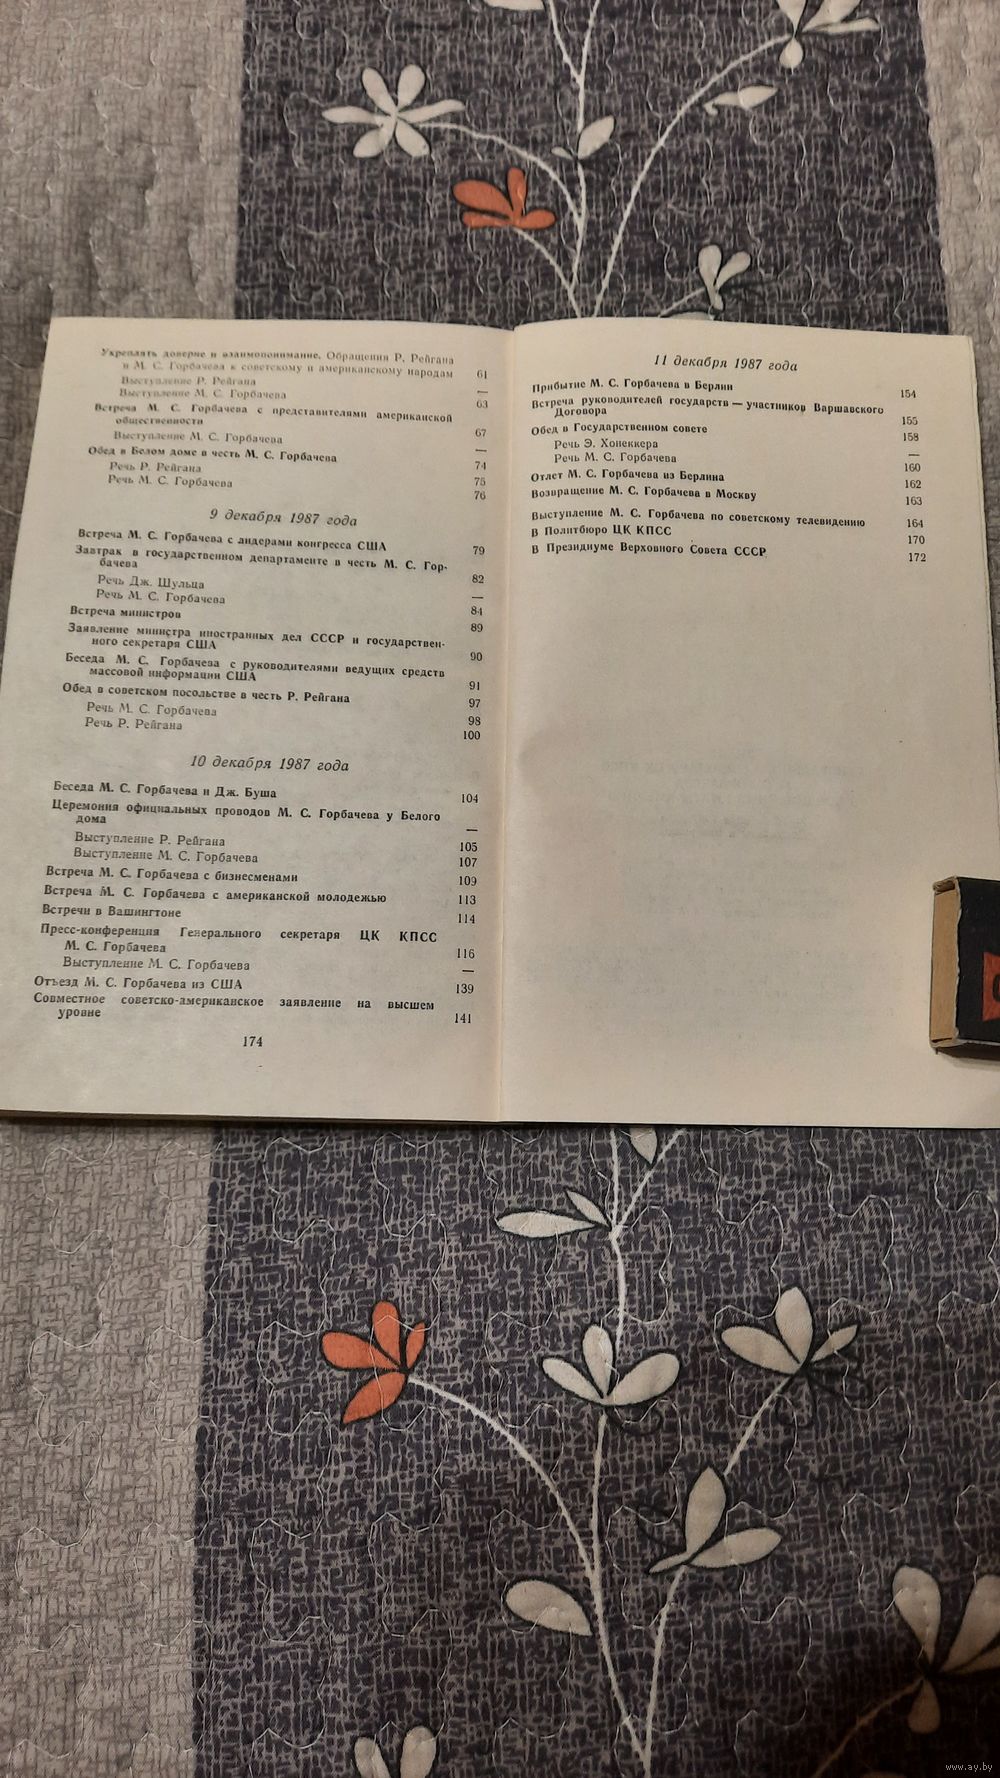 Укреплять доверие и взаимопонимание. Обращения Р. Рейгана
и М. С. Горбачева к советскому и американскому народам 61
Выступление Р. Рейгана —
Выступление М. С. Горбачева 63
Встреча М. С. Горбачева с представителями американской
общественности 67
Выступление М. С. Горбачева —
Обед в Белом доме в честь М. С. Горбачева 74
Речь Р. Рейгана 75
Речь М. С. Горбачева 76
9 декабря 1987 года
Встреча М. С. Горбачева с лидерами конгресса США 79
Завтрак в государственном департаменте в честь М. С. Гор-
бачева 82
Речь Дж. Шульца —
Речь М. С. Горбачева 84
Встреча министров 89
Заявление министра иностранных дел СССР и государствен-
ного секретаря США 90
Беседа М. С. Горбачева с руководителями ведущих средств
массовой информации США 91
Обед в советском посольстве в честь Р. Рейгана 97
Речь М. С. Горбачева 98
Речь Р. Рейгана 100
10 декабря 1987 года
Беседа М. С. Горбачева и Дж. Буша 104
Церемония официальных проводов М. С. Горбачева у Белого
дома —
Выступление Р. Рейгана 105
Выступление М. С. Горбачева 107
Встреча М. С. Горбачева с бизнесменами 109
Встреча М. С. Горбачева с американской молодежью 113
Встречи в Вашингтоне 114
Пресс-конференция Генерального секретаря ЦК КПСС
М. С. Горбачева 116
Выступление М. С. Горбачева —
Отъезд М. С. Горбачева из США 139
Совместное советско-американское заявление на высшем
уровне 141
174
11 декабря 1987 года
Прибытие М. С. Горбачева в Берлин 154
Встреча руководителей государств — участников Варшавского
Договора 155
Обед в Государственном совете 158
Речь Э. Хонеккера —
Речь М. С. Горбачева 160
Отлет М. С. Горбачева из Берлина 162
Возвращение М. С. Горбачева в Москву 163
Выступление М. С. Горбачева по советскому телевидению 164
В Политбюро ЦК КПСС 170
В Президиуме Верховного Совета СССР 172
www.ay.by